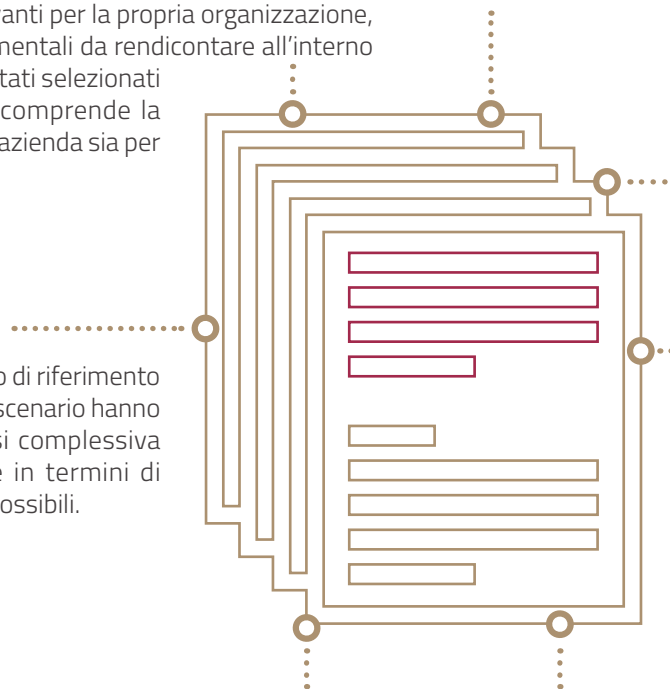 vanti per la propria organizzazione,
mentali da rendicontare all'interno
tati selezionati
comprende la
azienda sia per
o di riferimento
scenario hanno
si complessiva
e in termini di
ossibili.